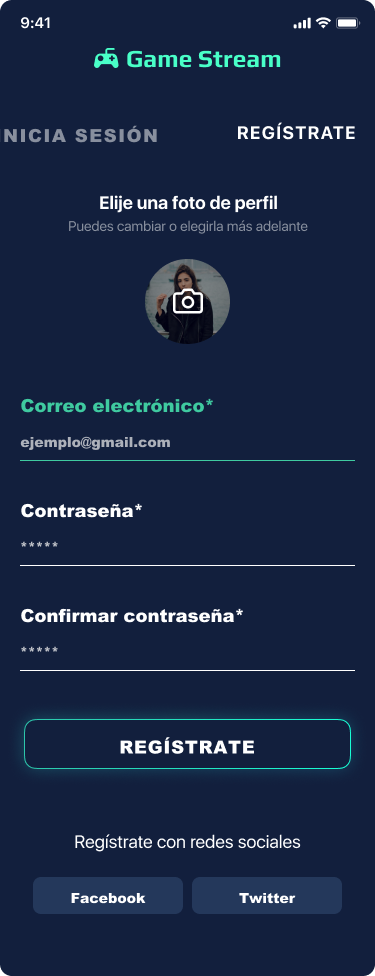 9:41
Game Stream
INICIA SESIÓN
REGÍSTRATE
Elije una foto de perfil
Puedes cambiar o elegirla más adelante
Correo electrónico*
ejemplo@gmail.com
Contraseña*
*****
Confirmar contraseña*
*****
REGÍSTRATE
Regístrate con redes sociales
Facebook
Twitter